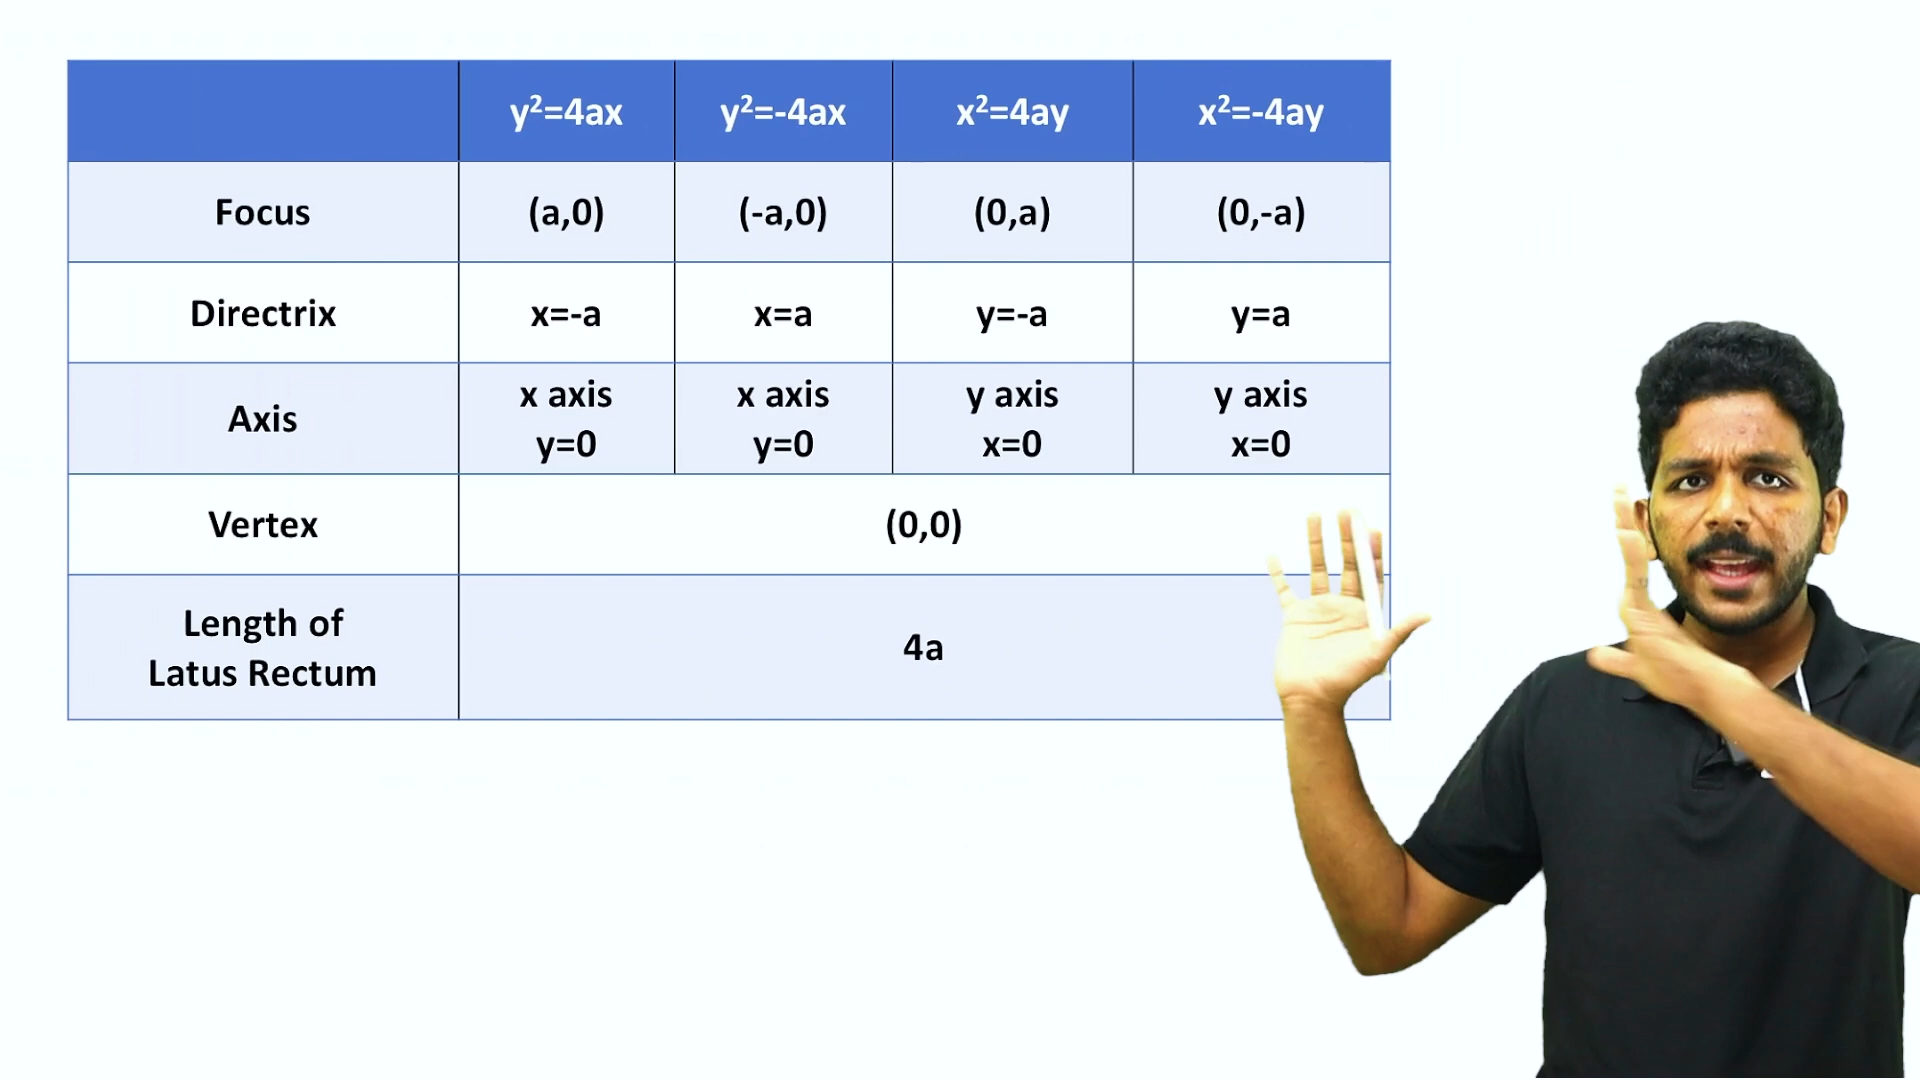 y²=4ax y²=-4ax x²=4ay x²=-4ay
Focus (a,0) (-a,0) (0,a) (0,-a)
Directrix x=-a x=a y=-a y=a
Axis x axis x axis y axis y axis
y=0 y=0 x=0 x=0
Vertex (0,0)
Length of
Latus Rectum 4a